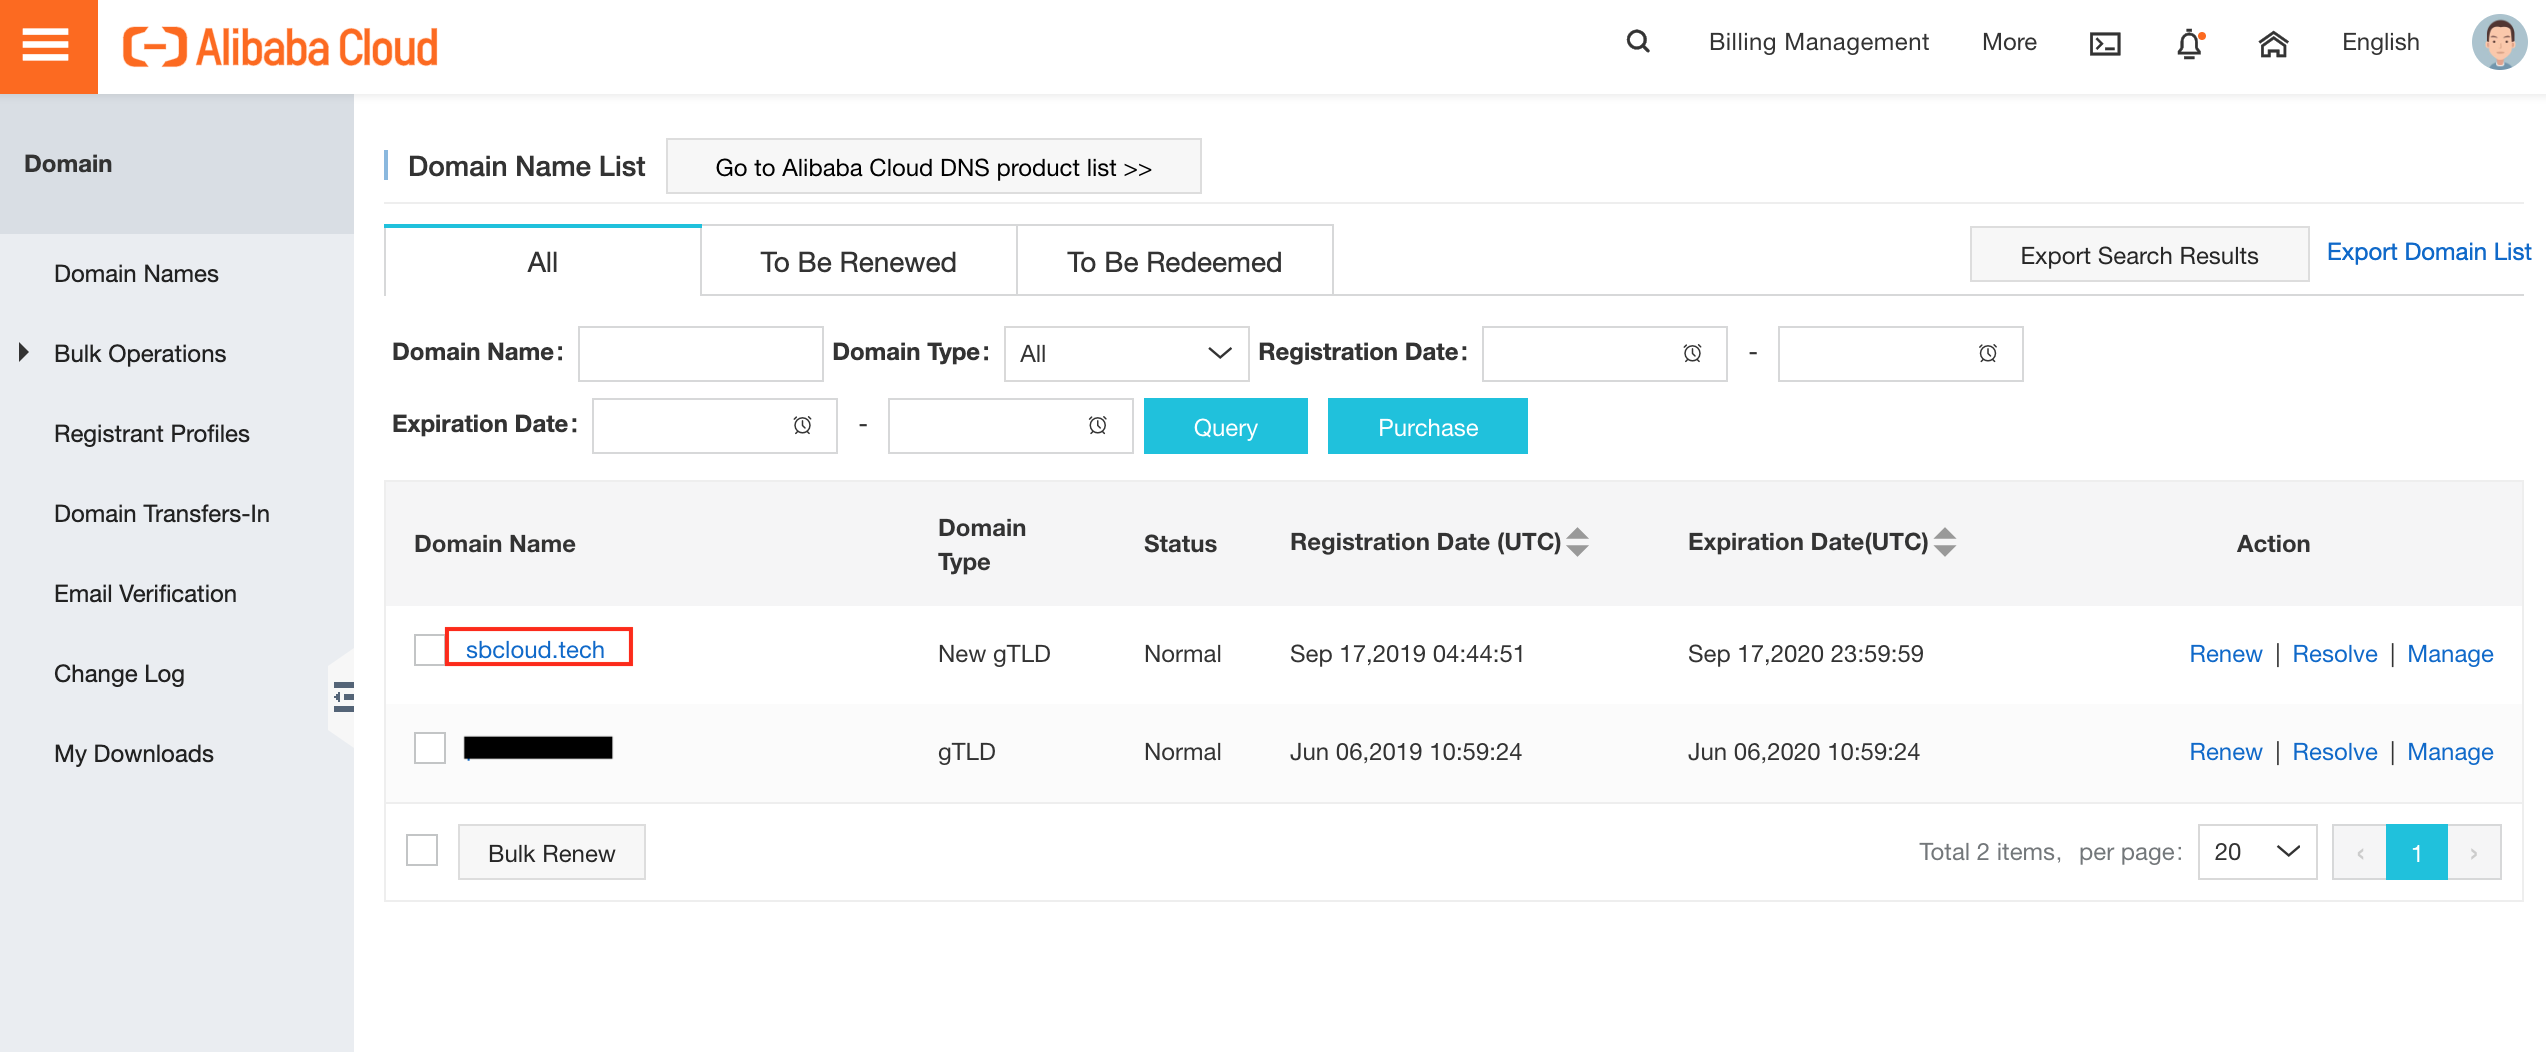 Alibaba Cloud
Billing Management
More
English
Domain
Domain Names
Bulk Operations
Registrant Profiles
Domain Transfers-In
Email Verification
Change Log
My Downloads
Domain Name List
Go to Alibaba Cloud DNS product list >>
All
To Be Renewed
To Be Redeemed
Export Search Results
Export Domain List
Domain Name:
Domain Type: All
Registration Date: -
Expiration Date: -
Query
Purchase
Domain Name
Domain Type
Status
Registration Date (UTC)
Expiration Date(UTC)
Action
sbcloud.tech
New gTLD
Normal
Sep 17,2019 04:44:51
Sep 17,2020 23:59:59
Renew | Resolve | Manage
gTLD
Normal
Jun 06,2019 10:59:24
Jun 06,2020 10:59:24
Renew | Resolve | Manage
Bulk Renew
Total 2 items, per page: 20
‹ 1 ›